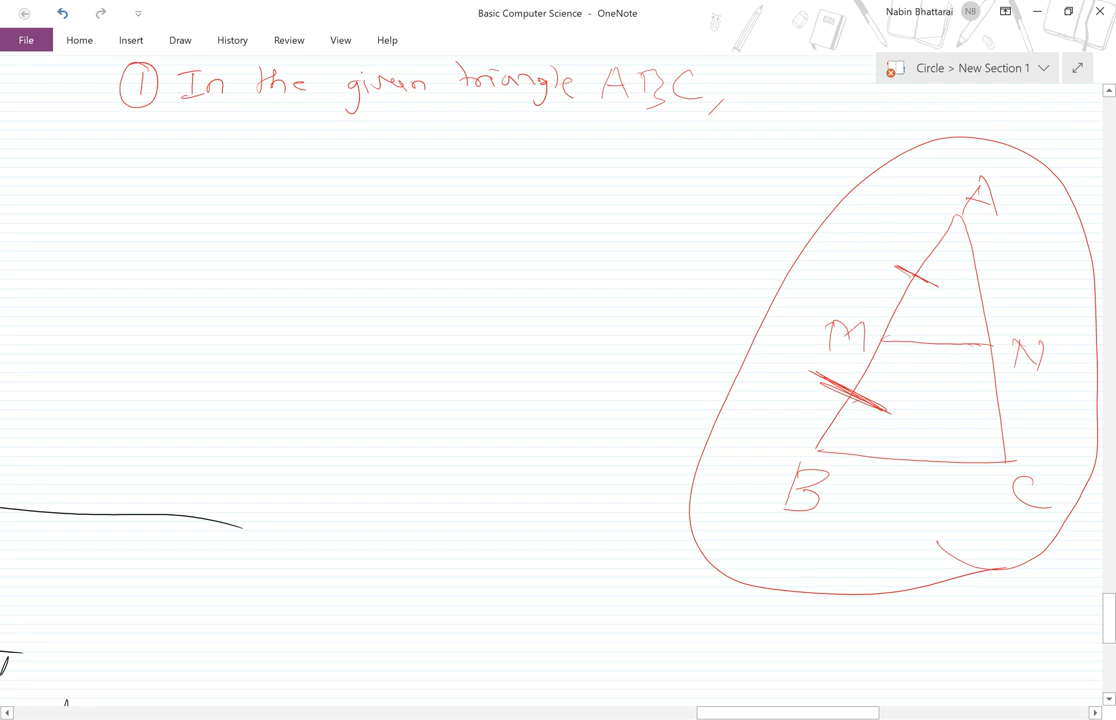 Basic Computer Science - OneNote
Nabin Bhattarai NB
File Home Insert Draw History Review View Help
Circle > New Section 1
① In the given triangle ABC,
A
M N
B C